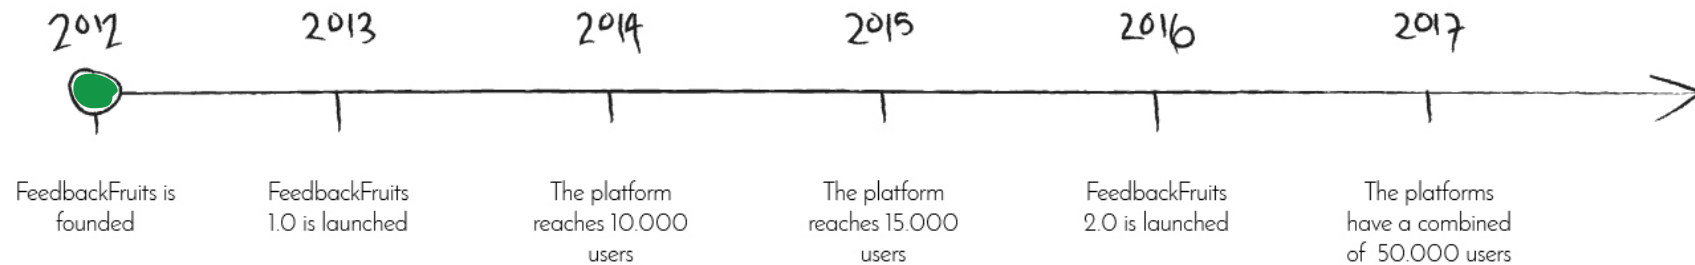 2012
2013
2014
2015
2016
2017
FeedbackFruits is
founded
FeedbackFruits
1.0 is launched
The platform
reaches 10.000
users
The platform
reaches 15.000
users
FeedbackFruits
2.0 is launched
The platforms
have a combined
of 50.000 users